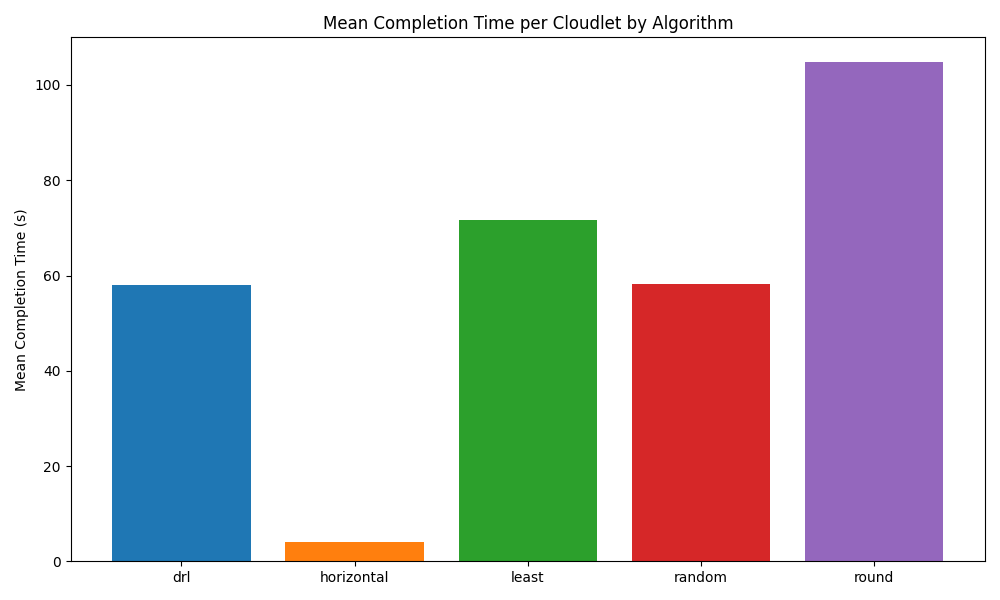 Mean Completion Time per Cloudlet by Algorithm
Mean Completion Time (s)
100
80
60
40
20
0
drl horizontal least random round